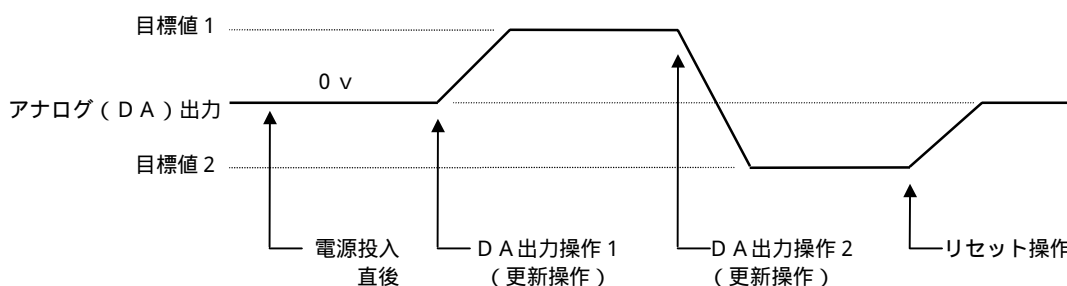 目標値１
０ｖ
アナログ（ＤＡ）出力
目標値２
電源投入
直後
ＤＡ出力操作１
（更新操作）
ＤＡ出力操作２
（更新操作）
リセット操作